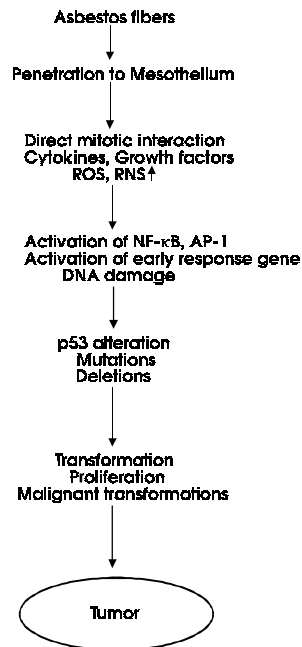 Asbestos fibers
Penetration to Mesothelium
Direct mitotic interaction
Cytokines, Growth factors
ROS, RNS↑
Activation of NF-κB, AP-1
Activation of early response gene
DNA damage
p53 alteration
Mutations
Deletions
Transformation
Proliferation
Malignant transformations
Tumor